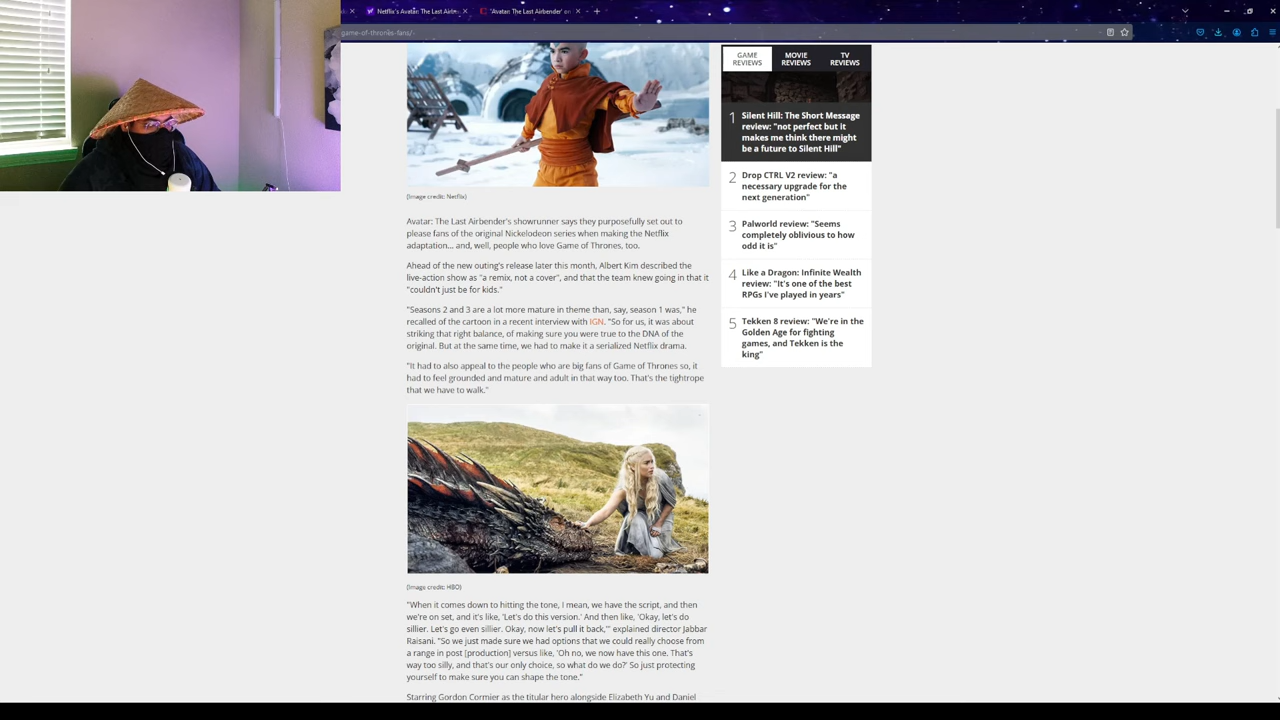 Netflix's Avatar: The Last Airbe
'Avatar The Last Airbender' on
game-of-thrones-fans/
(Image credit: Netflix)
Avatar: The Last Airbender's showrunner says they purposefully set out to
please fans of the original Nickelodeon series when making the Netflix
adaptation... and, well, people who love Game of Thrones, too.
Ahead of the new outing's release later this month, Albert Kim described the
live-action show as "a remix, not a cover", and that the team knew going in that it
"couldn't just be for kids."
"Seasons 2 and 3 are a lot more mature in theme than, say, season 1 was," he
recalled of the cartoon in a recent interview with IGN. "So for us, it was about
striking that right balance, of making sure you were true to the DNA of the
original. But at the same time, we had to make it a serialized Netflix drama.
"It had to also appeal to the people who are big fans of Game of Thrones so, it
had to feel grounded and mature and adult in that way too. That's the tightrope
that we have to walk."
(Image credit: HBO)
"When it comes down to hitting the tone, I mean, we have the script, and then
we're on set, and it's like, 'Let's do this version.' And then like, 'Okay, let's do
sillier. Let's go even sillier. Okay, now let's pull it back,'" explained director Jabbar
Raisani. "So we just made sure we had options that we could really choose from
a range in post [production] versus like, 'Oh no, we now have this one. That's
way too silly, and that's our only choice, so what do we do?' So just protecting
yourself to make sure you can shape the tone."
Starring Gordon Cormier as the titular hero alongside Elizabeth Yu and Daniel
GAME
REVIEWS
MOVIE
REVIEWS
TV
REVIEWS
1
Silent Hill: The Short Message
review: "not perfect but it
makes me think there might
be a future to Silent Hill"
2
Drop CTRL V2 review: "a
necessary upgrade for the
next generation"
3
Palworld review: "Seems
completely oblivious to how
odd it is"
4
Like a Dragon: Infinite Wealth
review: "It's one of the best
RPGs I've played in years"
5
Tekken 8 review: "We're in the
Golden Age for fighting
games, and Tekken is the
king"